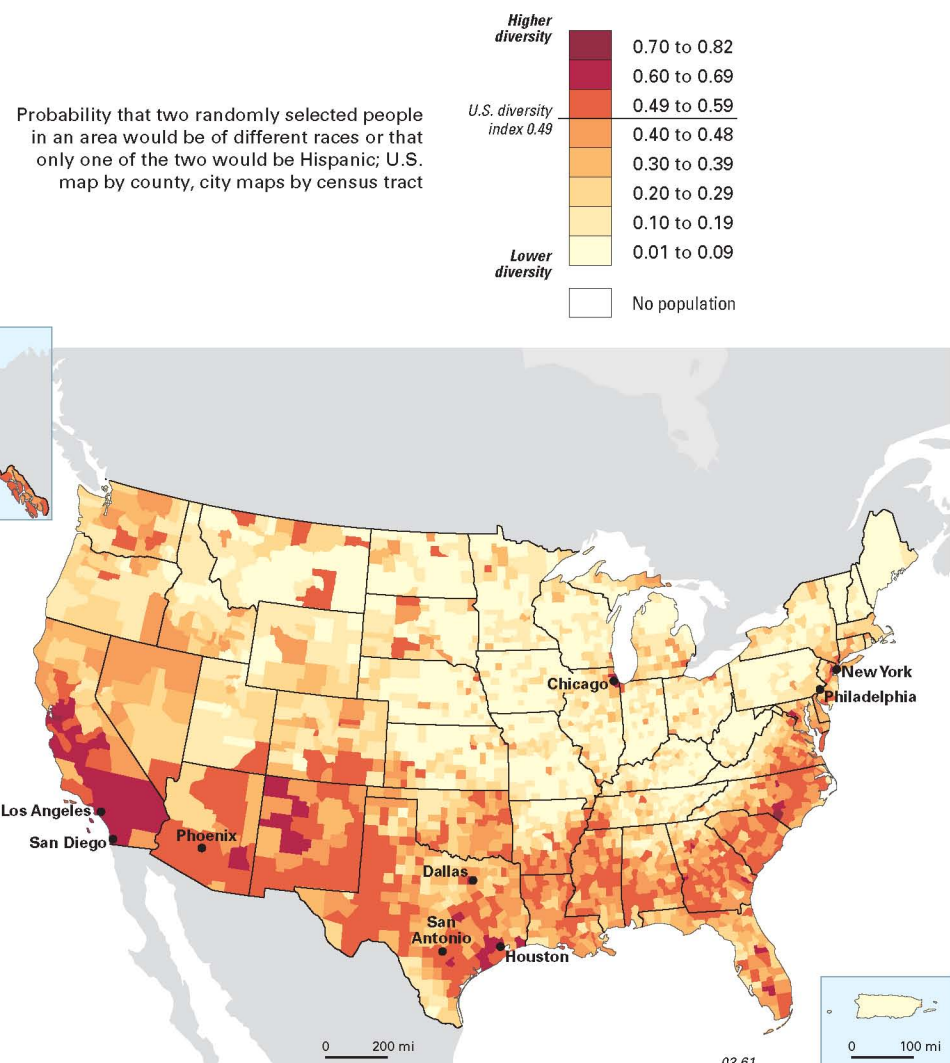 Higher
diversity
0.70 to 0.82
0.60 to 0.69
0.49 to 0.59
U.S. diversity
index 0.49
0.40 to 0.48
0.30 to 0.39
0.20 to 0.29
0.10 to 0.19
0.01 to 0.09
Lower
diversity
No population
Probability that two randomly selected people
in an area would be of different races or that
only one of the two would be Hispanic; U.S.
map by county, city maps by census tract
New York
Chicago
Philadelphia
Los Angeles
San Diego
Phoenix
Dallas
San
Antonio
Houston
0 200 mi
0 100 mi